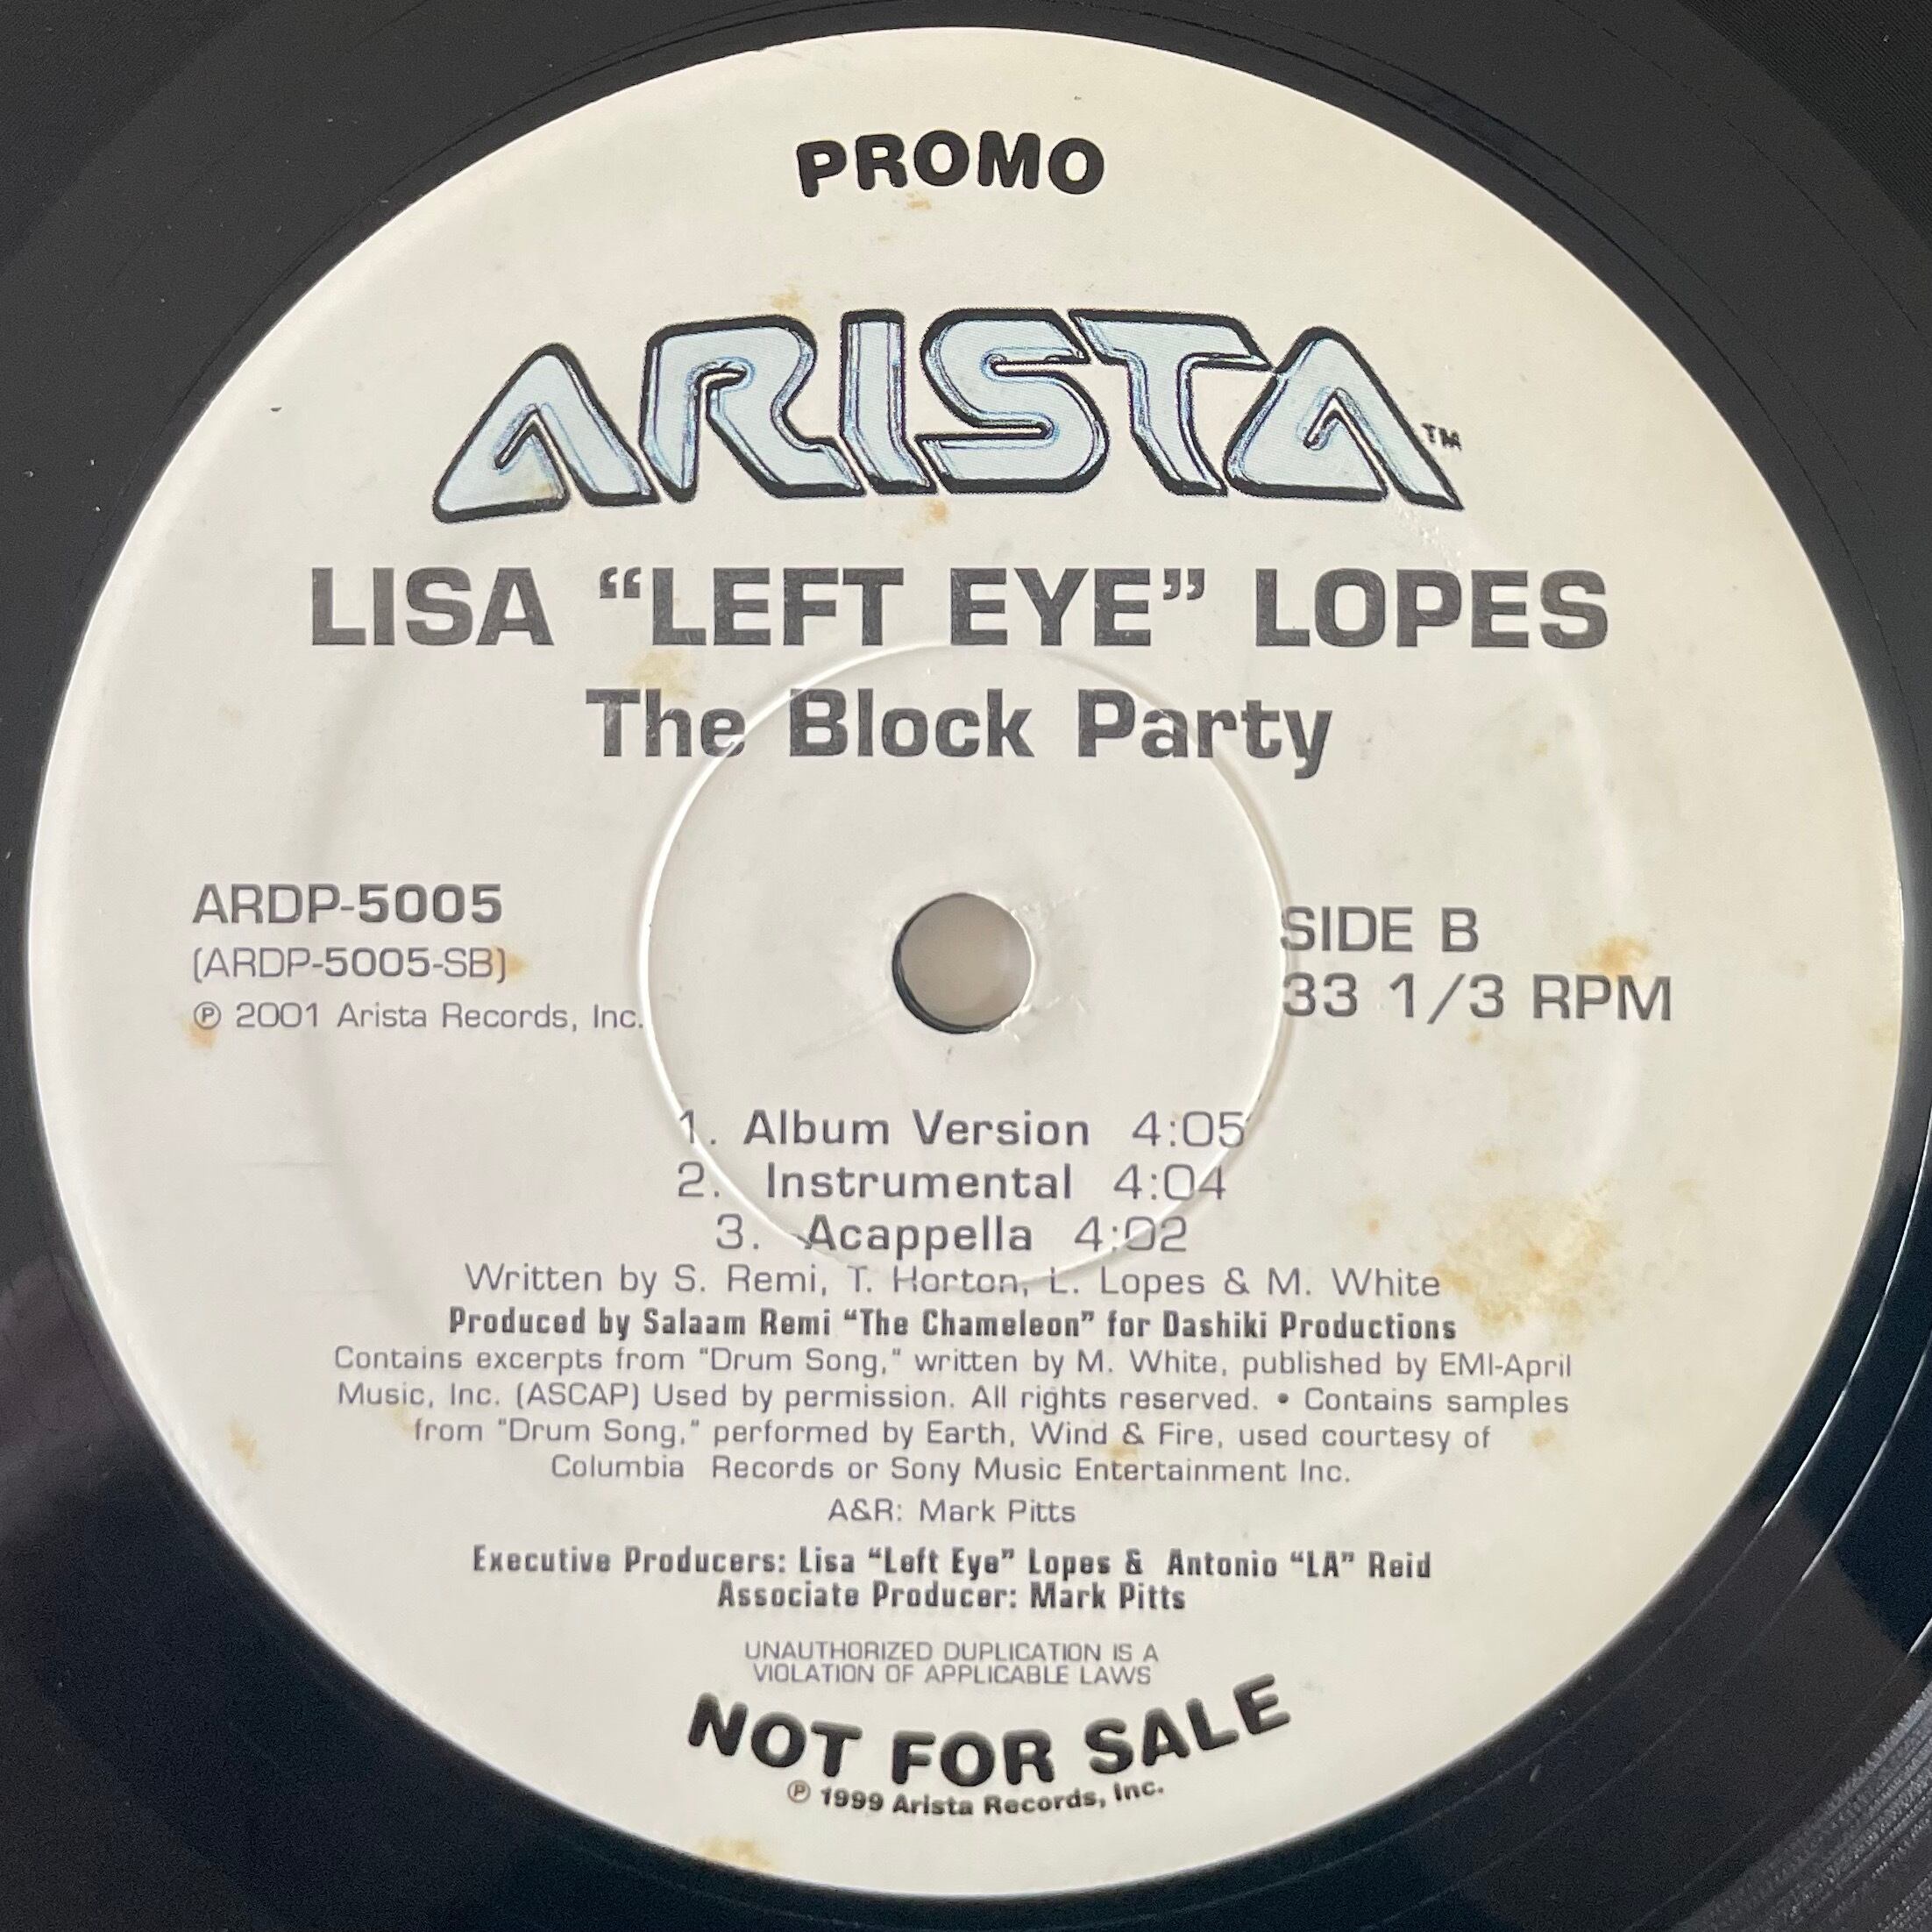 PROMO
ARISTA™
LISA “LEFT EYE” LOPES
The Block Party
ARDP-5005
(ARDP-5005-SB)
℗ 2001 Arista Records, Inc.
SIDE B
33 1/3 RPM
1. Album Version 4:05
2. Instrumental 4:04
3. Acappella 4:02
Written by S. Remi, T. Horton, L. Lopes & M. White
Produced by Salaam Remi “The Chameleon” for Dashiki Productions
Contains excerpts from "Drum Song," written by M. White, published by EMI-April
Music, Inc. (ASCAP) Used by permission. All rights reserved. • Contains samples
from "Drum Song," performed by Earth, Wind & Fire, used courtesy of
Columbia Records or Sony Music Entertainment Inc.
A&R: Mark Pitts
Executive Producers: Lisa “Left Eye” Lopes & Antonio “LA” Reid
Associate Producer: Mark Pitts
UNAUTHORIZED DUPLICATION IS A
VIOLATION OF APPLICABLE LAWS
NOT FOR SALE
℗ 1999 Arista Records, Inc.